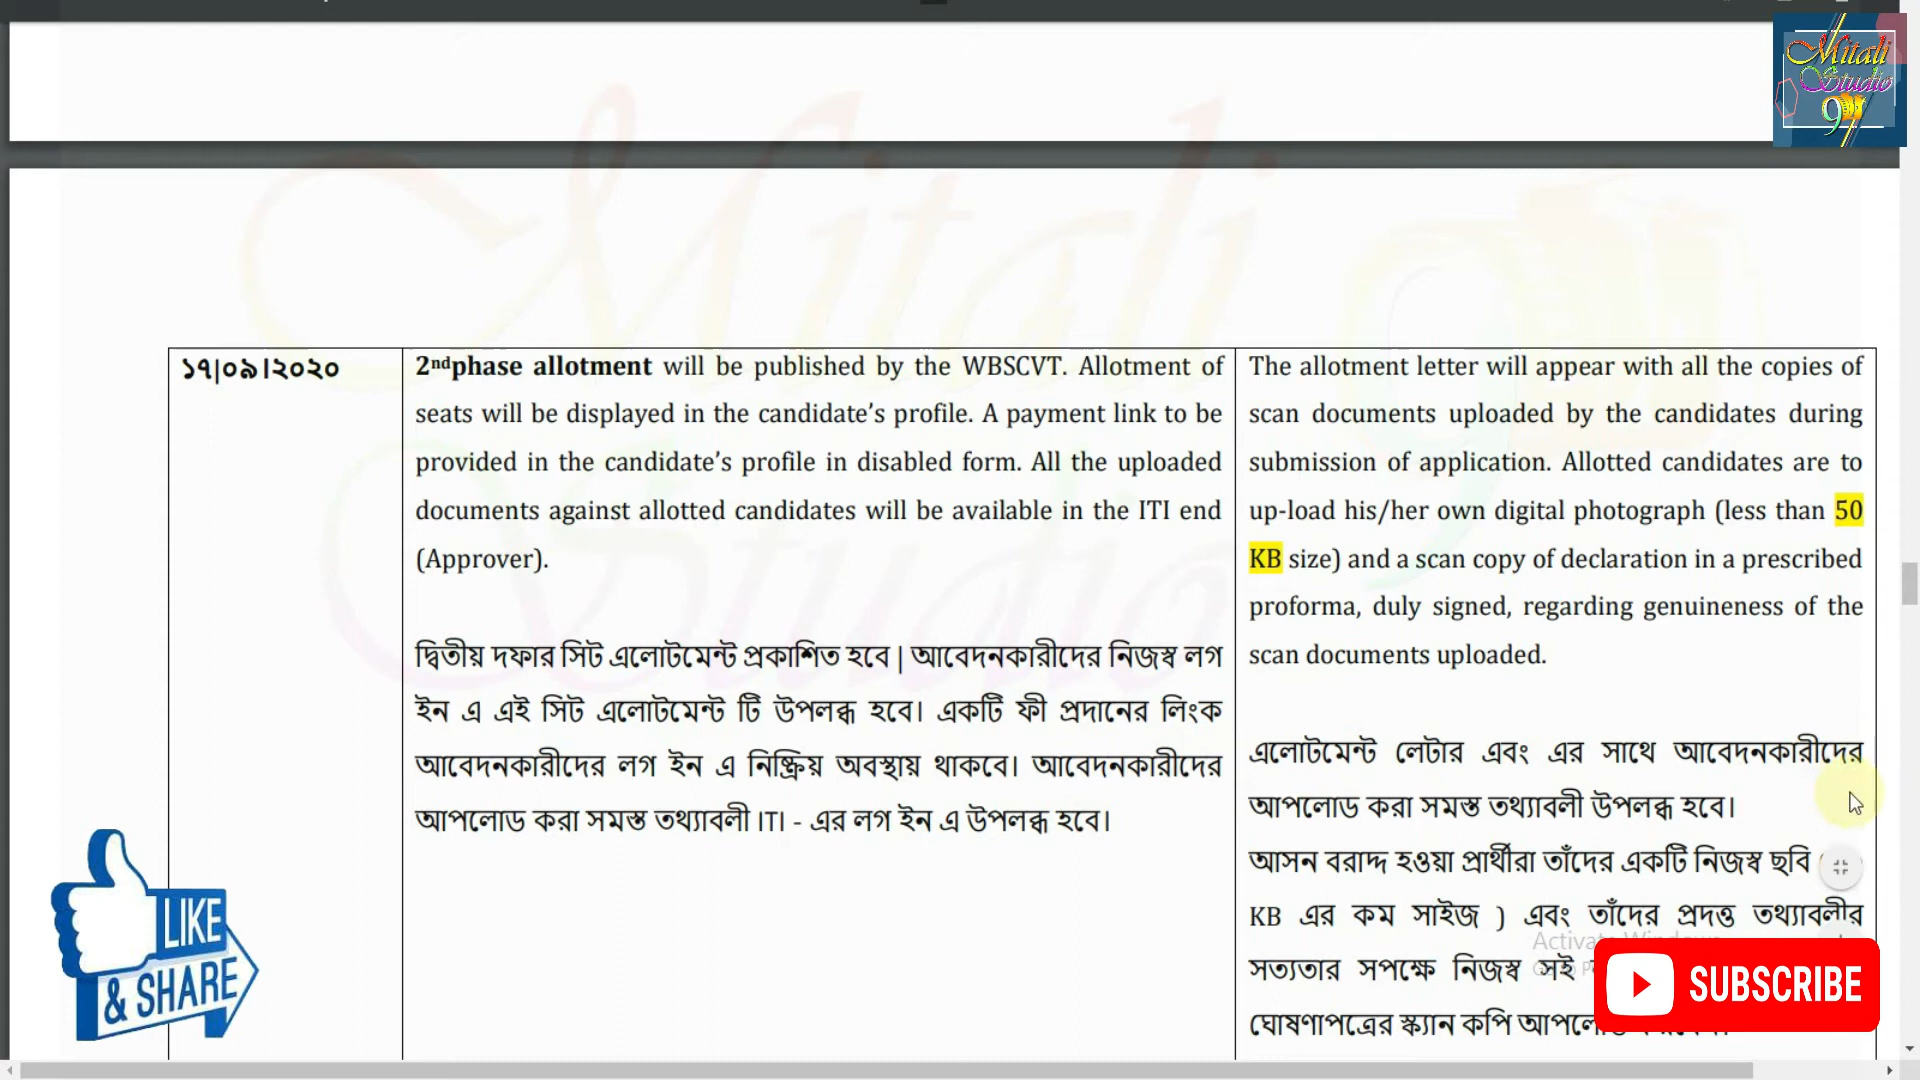 Mitali
Studio
9
১৭|০৯।২০২০
2ndphase allotment will be published by the WBSCVT. Allotment of
seats will be displayed in the candidate’s profile. A payment link to be
provided in the candidate’s profile in disabled form. All the uploaded
documents against allotted candidates will be available in the ITI end
(Approver).
দ্বিতীয় দফার সিট এলোটমেন্ট প্রকাশিত হবে | আবেদনকারীদের নিজস্ব লগ
ইন এ এই সিট এলোটমেন্ট টি উপলব্ধ হবে। একটি ফী প্রদানের লিংক
আবেদনকারীদের লগ ইন এ নিষ্ক্রিয় অবস্থায় থাকবে। আবেদনকারীদের
আপলোড করা সমস্ত তথ্যাবলী ITI - এর লগ ইন এ উপলব্ধ হবে।
The allotment letter will appear with all the copies of
scan documents uploaded by the candidates during
submission of application. Allotted candidates are to
up-load his/her own digital photograph (less than 50
KB size) and a scan copy of declaration in a prescribed
proforma, duly signed, regarding genuineness of the
scan documents uploaded.
এলোটমেন্ট লেটার এবং এর সাথে আবেদনকারীদের
আপলোড করা সমস্ত তথ্যাবলী উপলব্ধ হবে।
আসন বরাদ্দ হওয়া প্রার্থীরা তাঁদের একটি নিজস্ব ছবি
KB এর কম সাইজ ) এবং তাঁদের প্রদত্ত তথ্যাবলীর
সত্যতার সপক্ষে নিজস্ব সই
ঘোষণাপত্রের স্ক্যান কপি
Mitali
Studio
9
LIKE
& SHARE
Activate Windows
SUBSCRIBE